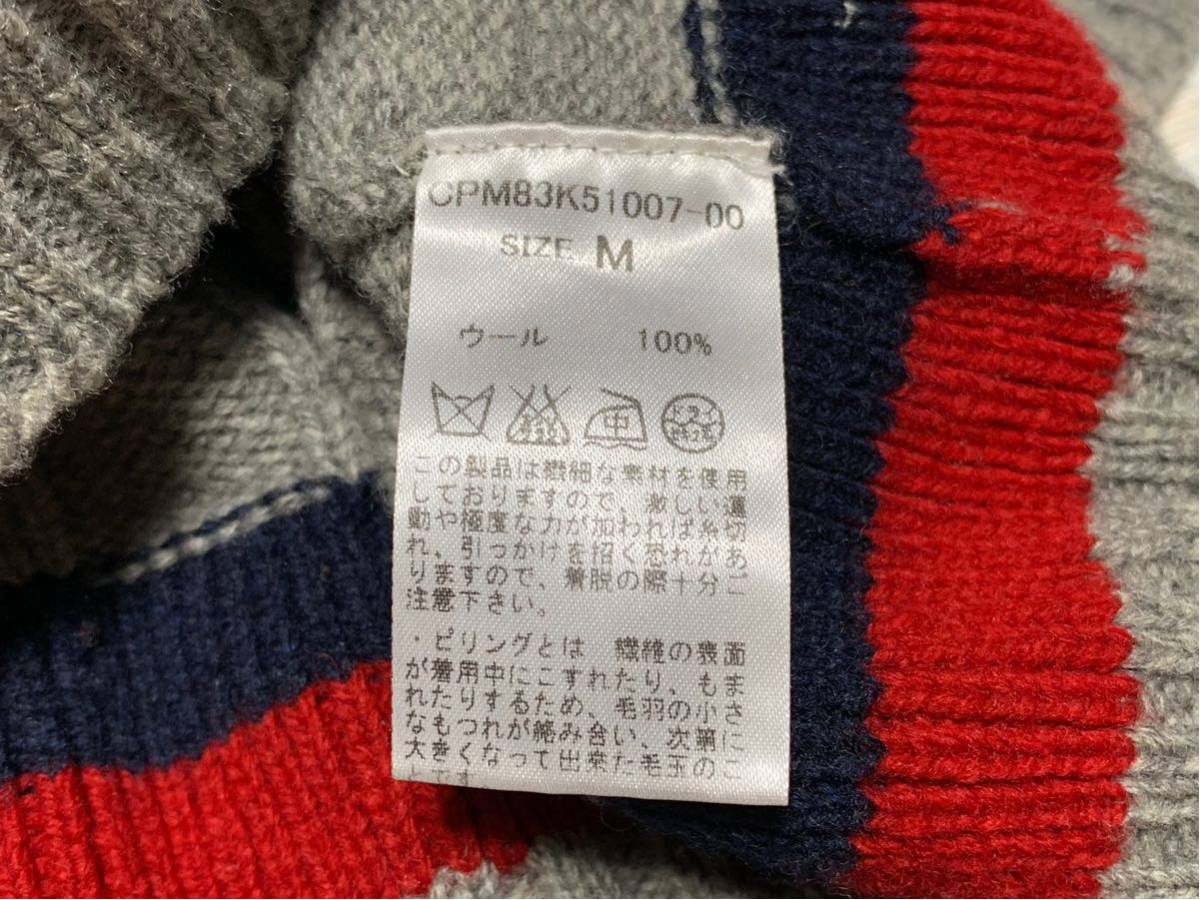 CPM83K51007-00
SIZE M
ウール 100%
中 ドライ
この製品は繊細な素材を使用
しておりますので、激しい運
動や極度な力が加われば糸切
れ、引っかけを招く恐れがあ
りますので、着脱の際十分ご
注意下さい。
・ピリングとは 繊維の表面
が着用中にこすれたり、もま
れたりするため、毛羽の小さ
なもつれが絡み合い、次第に
大きくなって出来た毛玉のこ
とです